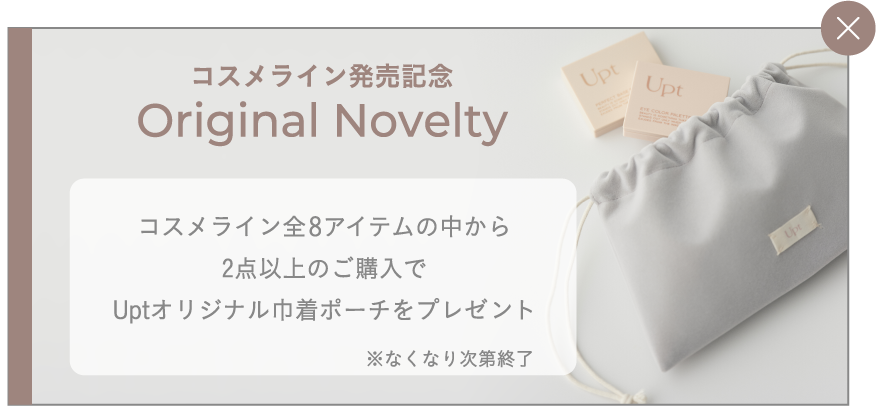 コスメライン発売記念
Original Novelty
コスメライン全8アイテムの中から
2点以上のご購入で
Uptオリジナル巾着ポーチをプレゼント
※なくなり次第終了
Upt
Upt
EYE COLOR PALETTE
Upt